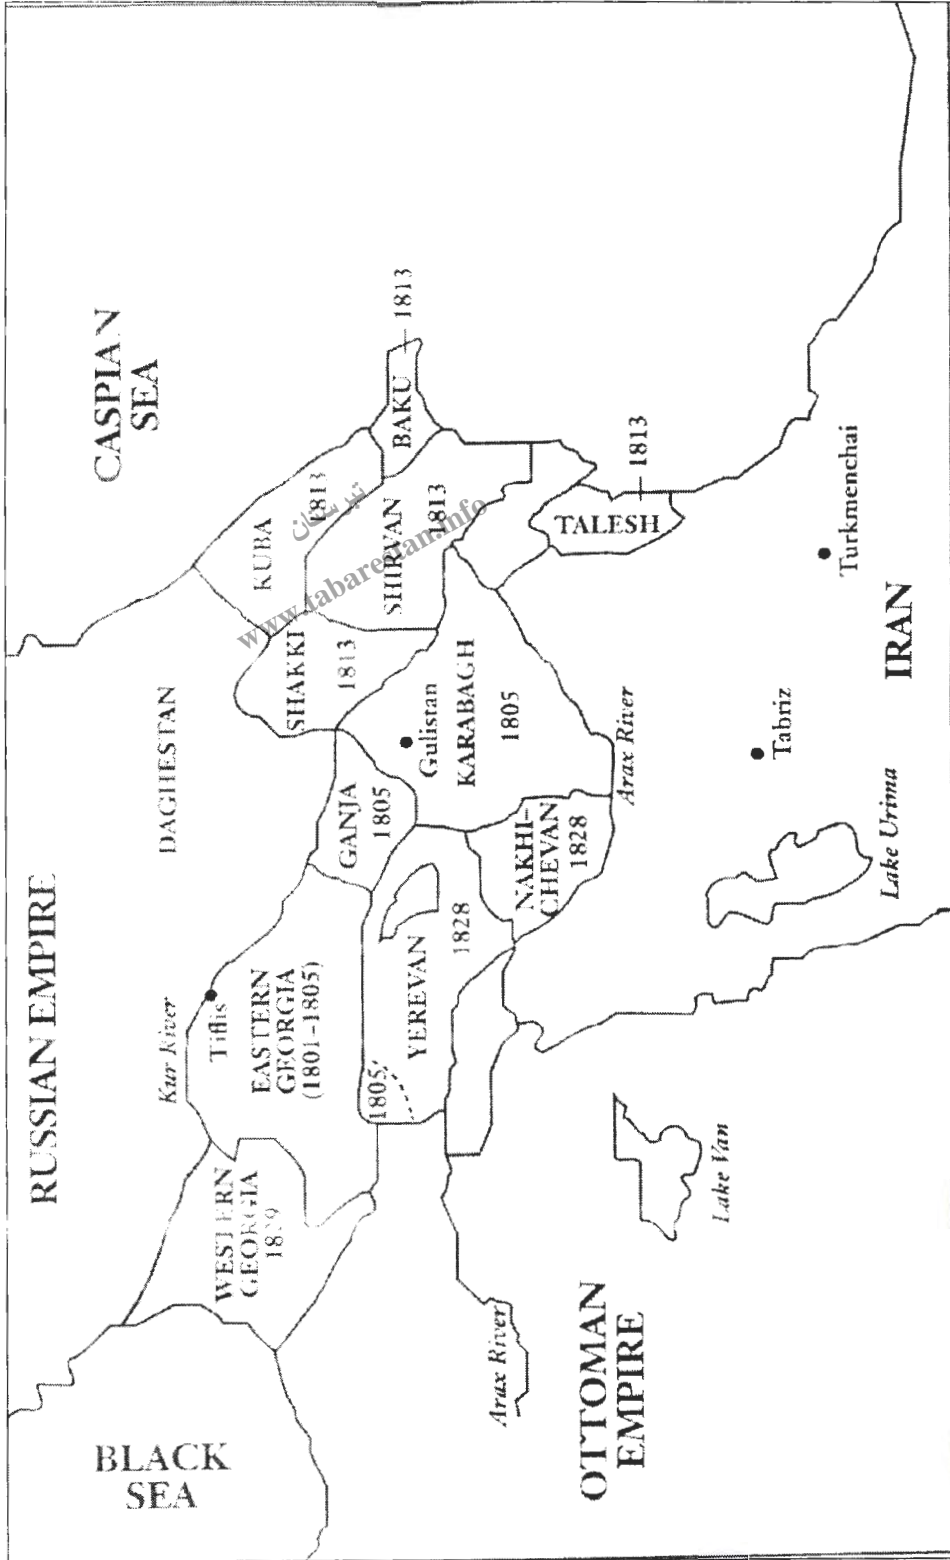 RUSSIAN EMPIRE
CASPIAN
SEA
BLACK
SEA
DAGHESTAN
Kur River
Tiflis
WESTERN
GEORGIA
EASTERN
GEORGIA
(1801–1805)
KUBA
1813
SHAKKI
1813
SHIRVAN
1813
BAKU
1813
GANJA
1805
Gulistan
KARABAGH
1805
YEREVAN
1828
1805
NAKHI–
CHEVAN
1828
TALESH
1813
Arax River
Arax River
Turkmenchai
Tabriz
IRAN
Lake Urima
Lake Van
OTTOMAN
EMPIRE
تبرستان
www.tabarestan.info